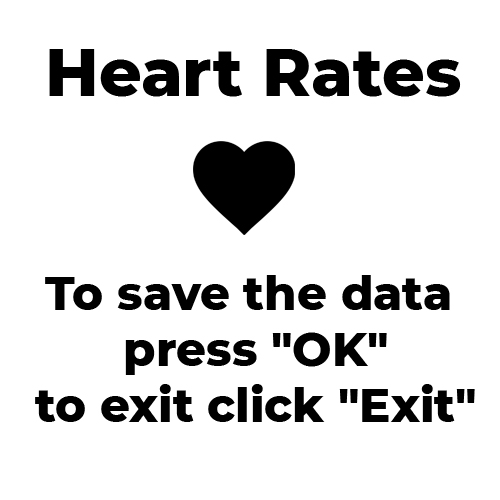 Heart Rates
To save the data
press "OK"
to exit click "Exit"